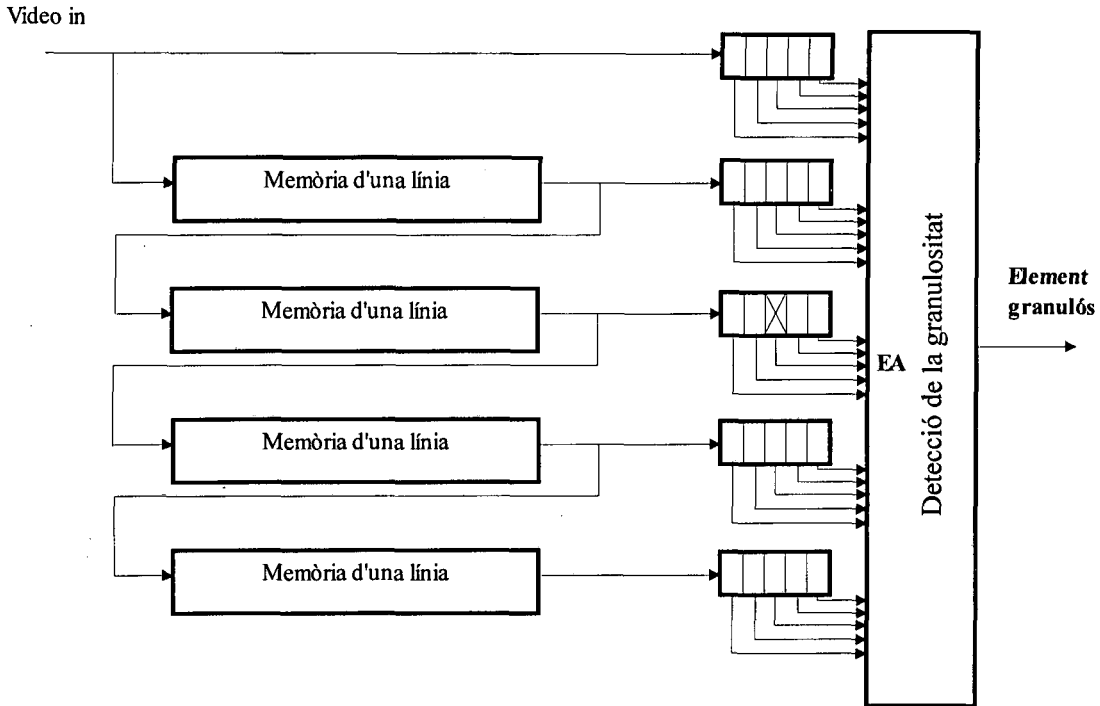 Video in
Memòria d'una línia
Memòria d'una línia
Memòria d'una línia
Memòria d'una línia
EA
Detecció de la granulositat
Element
granulós